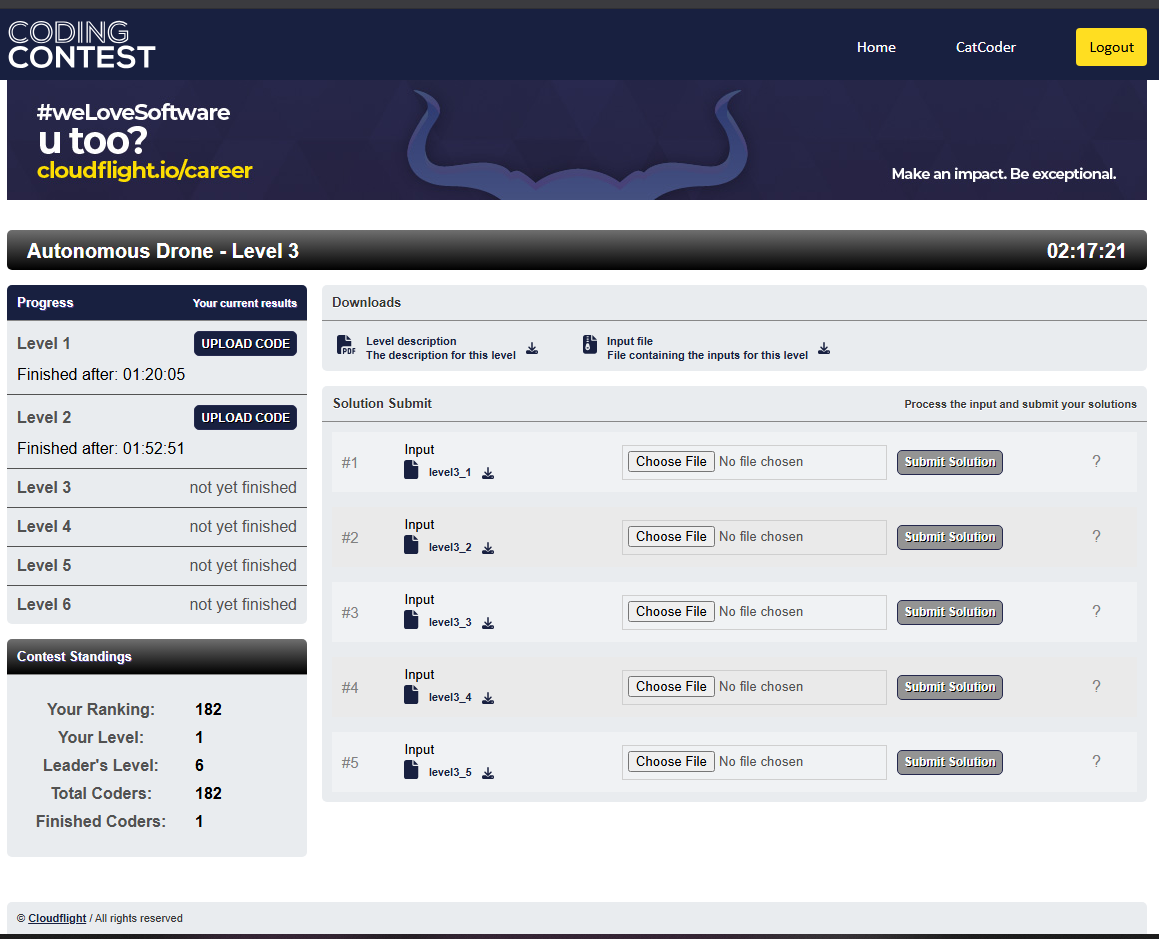 CODING
CONTEST
Home
CatCoder
Logout
#weLoveSoftware
u too?
cloudflight.io/career
Make an impact. Be exceptional.
Autonomous Drone - Level 3
02:17:21
Progress
Your current results
Level 1
UPLOAD CODE
Finished after: 01:20:05
Level 2
UPLOAD CODE
Finished after: 01:52:51
Level 3
not yet finished
Level 4
not yet finished
Level 5
not yet finished
Level 6
not yet finished
Contest Standings
Your Ranking: 182
Your Level: 1
Leader's Level: 6
Total Coders: 182
Finished Coders: 1
Downloads
PDF
Level description
The description for this level
Input file
File containing the inputs for this level
Solution Submit
Process the input and submit your solutions
#1
Input
level3_1
Choose File No file chosen
Submit Solution
?
#2
Input
level3_2
Choose File No file chosen
Submit Solution
?
#3
Input
level3_3
Choose File No file chosen
Submit Solution
?
#4
Input
level3_4
Choose File No file chosen
Submit Solution
?
#5
Input
level3_5
Choose File No file chosen
Submit Solution
?
© Cloudflight / All rights reserved